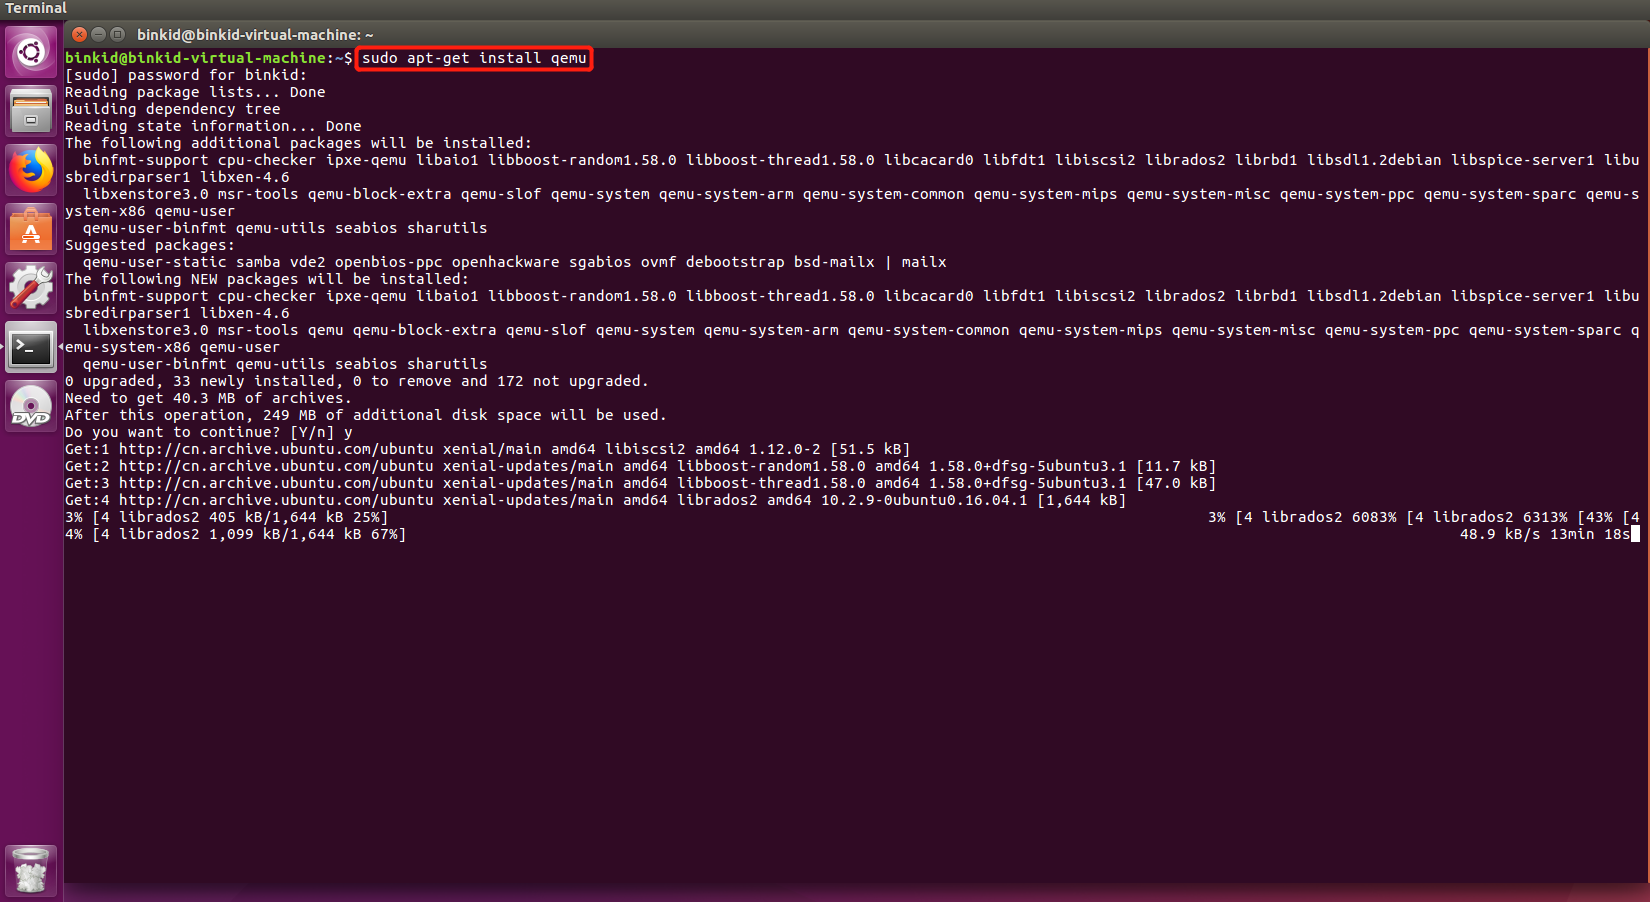 Terminal
binkid@binkid-virtual-machine: ~
binkid@binkid-virtual-machine:~$ sudo apt-get install qemu
[sudo] password for binkid:
Reading package lists... Done
Building dependency tree
Reading state information... Done
The following additional packages will be installed:
  binfmt-support cpu-checker ipxe-qemu libaio1 libboost-random1.58.0 libboost-thread1.58.0 libcacard0 libfdt1 libiscsi2 librados2 librbd1 libsdl1.2debian libspice-server1 libu
sbredirparser1 libxen-4.6
  libxenstore3.0 msr-tools qemu-block-extra qemu-slof qemu-system qemu-system-arm qemu-system-common qemu-system-mips qemu-system-misc qemu-system-ppc qemu-system-sparc qemu-s
ystem-x86 qemu-user
  qemu-user-binfmt qemu-utils seabios sharutils
Suggested packages:
  qemu-user-static samba vde2 openbios-ppc openhackware sgabios ovmf debootstrap bsd-mailx | mailx
The following NEW packages will be installed:
  binfmt-support cpu-checker ipxe-qemu libaio1 libboost-random1.58.0 libboost-thread1.58.0 libcacard0 libfdt1 libiscsi2 librados2 librbd1 libsdl1.2debian libspice-server1 libu
sbredirparser1 libxen-4.6
  libxenstore3.0 msr-tools qemu qemu-block-extra qemu-slof qemu-system qemu-system-arm qemu-system-common qemu-system-mips qemu-system-misc qemu-system-ppc qemu-system-sparc q
emu-system-x86 qemu-user
  qemu-user-binfmt qemu-utils seabios sharutils
0 upgraded, 33 newly installed, 0 to remove and 172 not upgraded.
Need to get 40.3 MB of archives.
After this operation, 249 MB of additional disk space will be used.
Do you want to continue? [Y/n] y
Get:1 http://cn.archive.ubuntu.com/ubuntu xenial/main amd64 libiscsi2 amd64 1.12.0-2 [51.5 kB]
Get:2 http://cn.archive.ubuntu.com/ubuntu xenial-updates/main amd64 libboost-random1.58.0 amd64 1.58.0+dfsg-5ubuntu3.1 [11.7 kB]
Get:3 http://cn.archive.ubuntu.com/ubuntu xenial-updates/main amd64 libboost-thread1.58.0 amd64 1.58.0+dfsg-5ubuntu3.1 [47.0 kB]
Get:4 http://cn.archive.ubuntu.com/ubuntu xenial-updates/main amd64 librados2 amd64 10.2.9-0ubuntu0.16.04.1 [1,644 kB]
3% [4 librados2 405 kB/1,644 kB 25%] 3% [4 librados2 6083% [4 librados2 6313% [43% [4
4% [4 librados2 1,099 kB/1,644 kB 67%] 48.9 kB/s 13min 18s
DVD